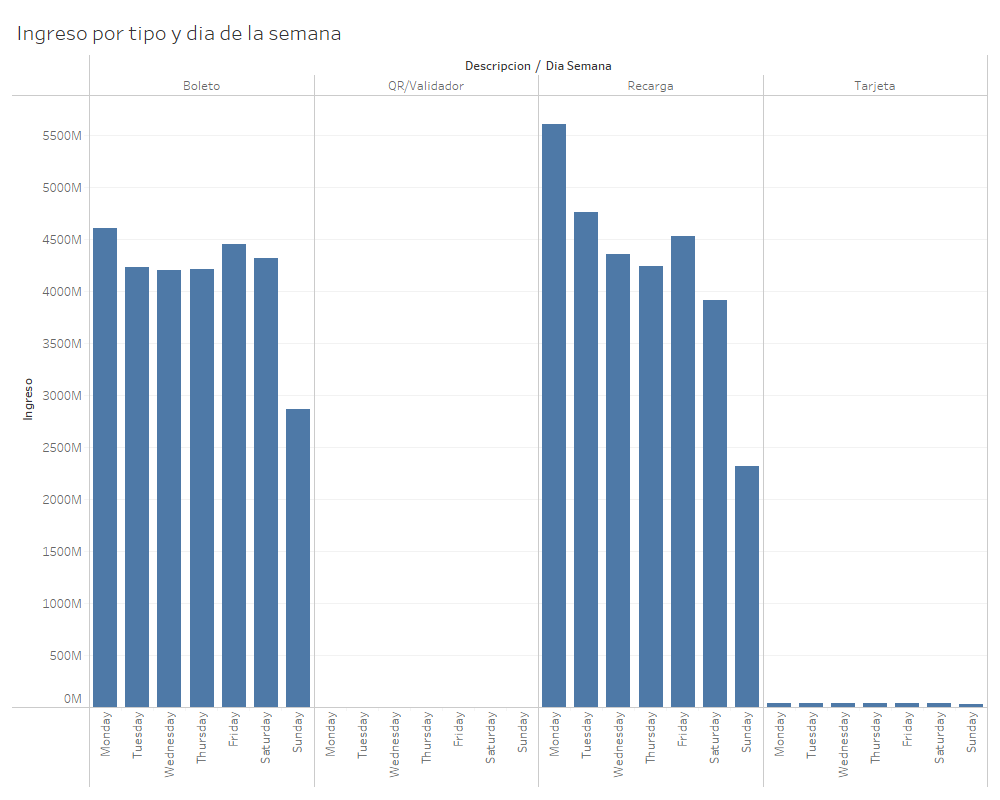 Ingreso por tipo y dia de la semana
Descripcion / Dia Semana
Boleto
QR/Validador
Recarga
Tarjeta
Ingreso
5500M
5000M
4500M
4000M
3500M
3000M
2500M
2000M
1500M
1000M
500M
0M
Monday
Tuesday
Wednesday
Thursday
Friday
Saturday
Sunday
Monday
Tuesday
Wednesday
Thursday
Friday
Saturday
Sunday
Monday
Tuesday
Wednesday
Thursday
Friday
Saturday
Sunday
Monday
Tuesday
Wednesday
Thursday
Friday
Saturday
Sunday